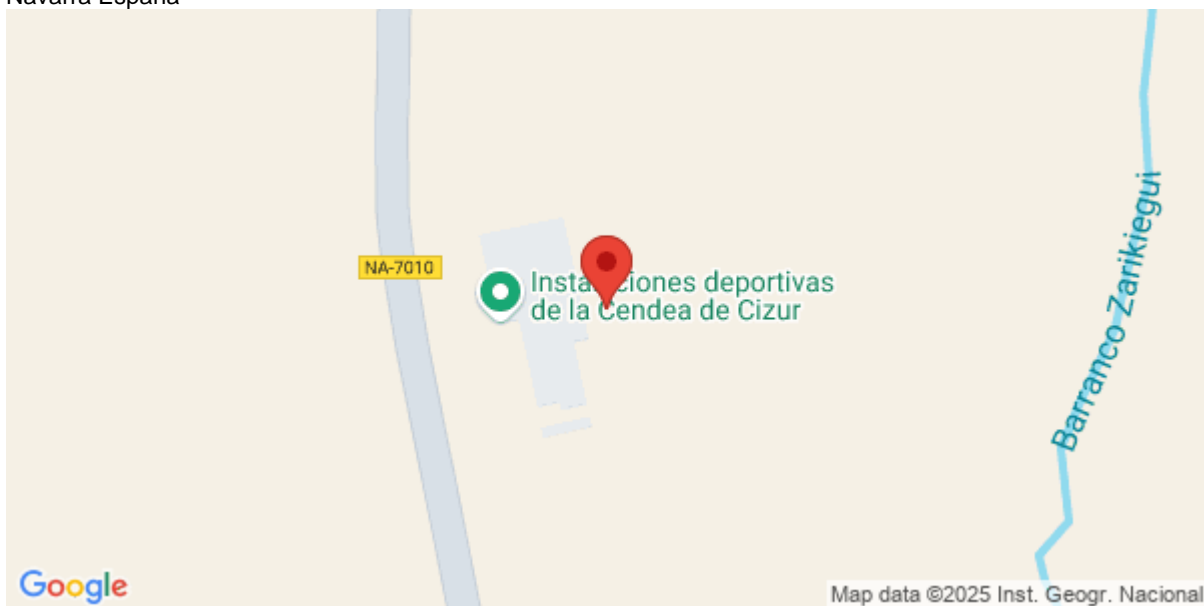 Navarra España
NA-7010
Instalaciones deportivas
de la Cendea de Cizur
Barranco Zarikiegui
Google
Map data ©2025 Inst. Geogr. Nacional